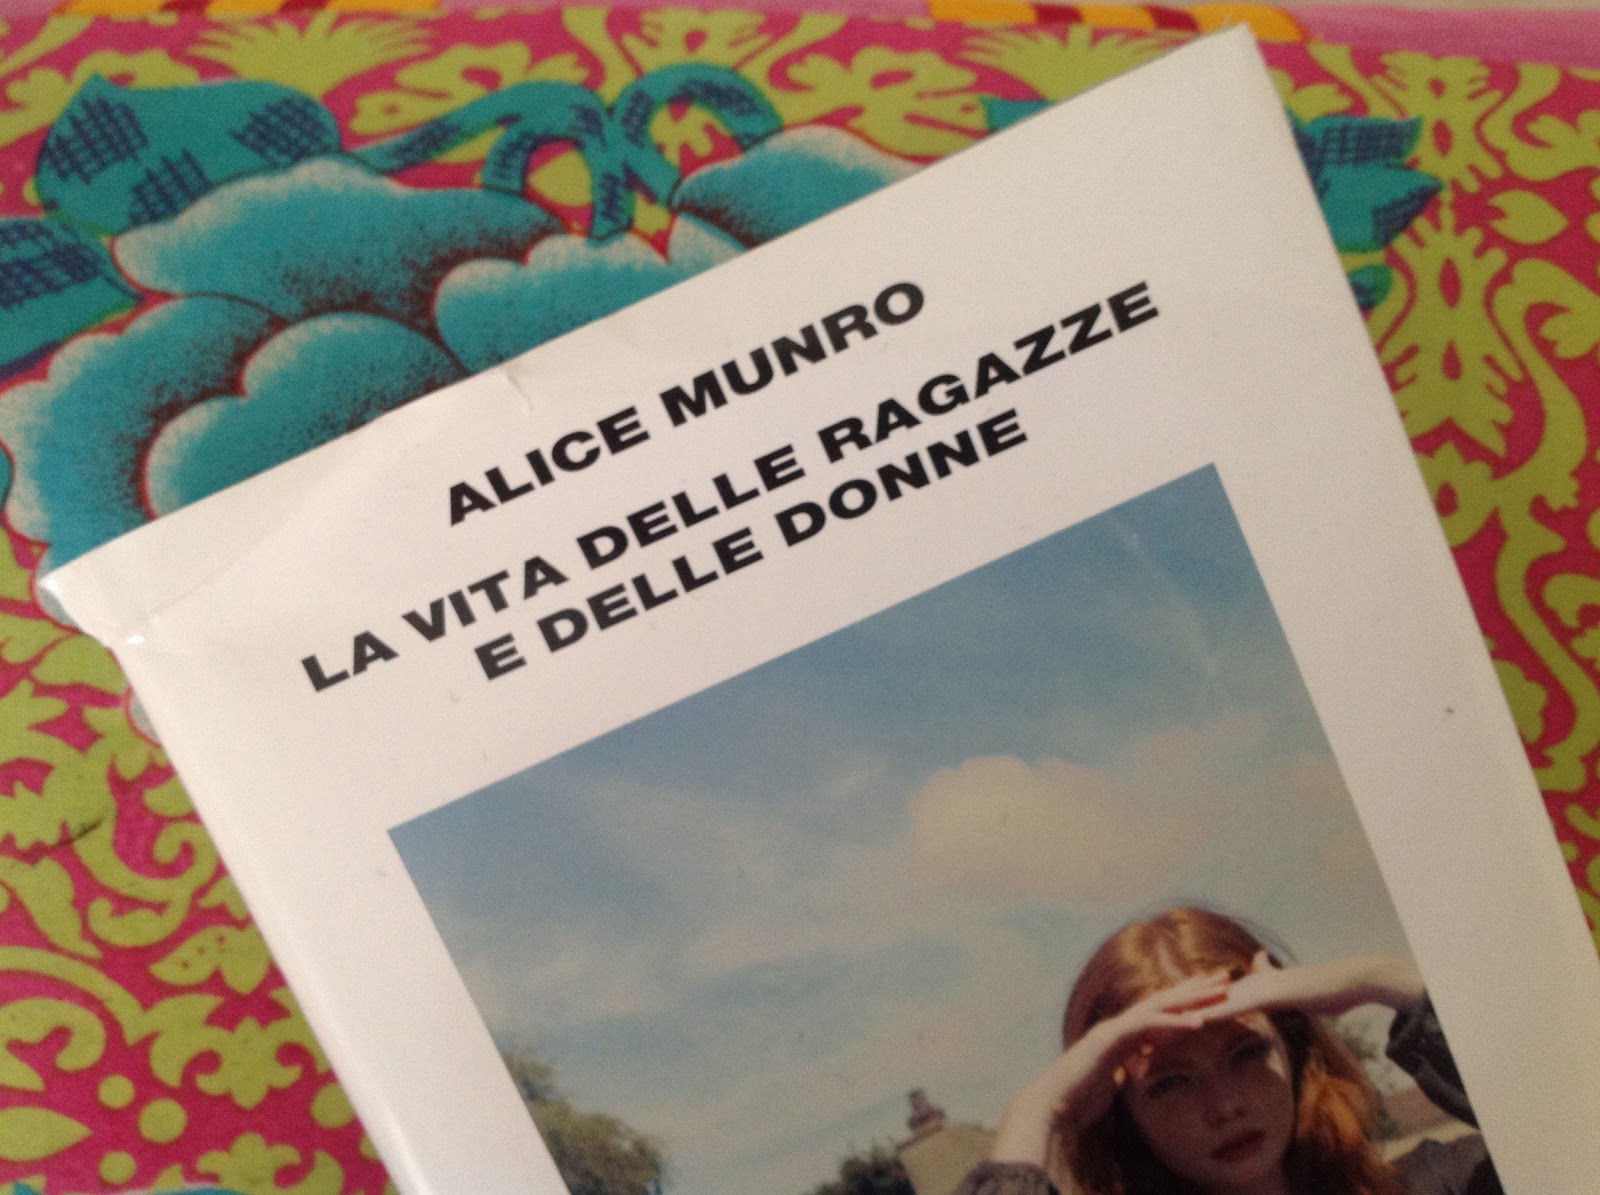 ALICE MUNRO
LA VITA DELLE RAGAZZE
E DELLE DONNE